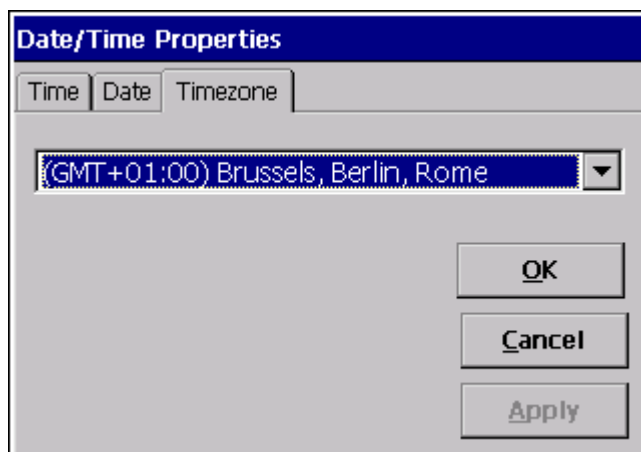 Date/Time Properties
Time Date Timezone
(GMT+01:00) Brussels, Berlin, Rome
OK
Cancel
Apply